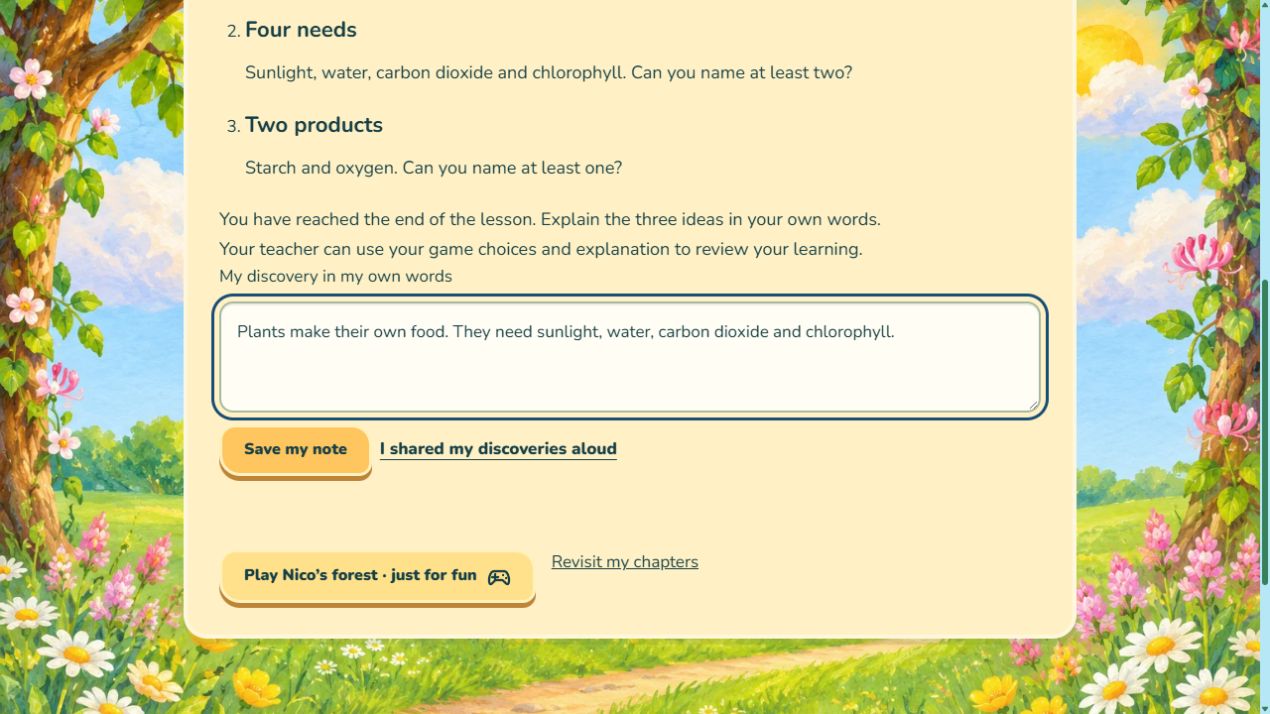 2. Four needs
Sunlight, water, carbon dioxide and chlorophyll. Can you name at least two?
3. Two products
Starch and oxygen. Can you name at least one?
You have reached the end of the lesson. Explain the three ideas in your own words.
Your teacher can use your game choices and explanation to review your learning.
My discovery in my own words
Plants make their own food. They need sunlight, water, carbon dioxide and chlorophyll.
Save my note I shared my discoveries aloud
Play Nico’s forest · just for fun Revisit my chapters